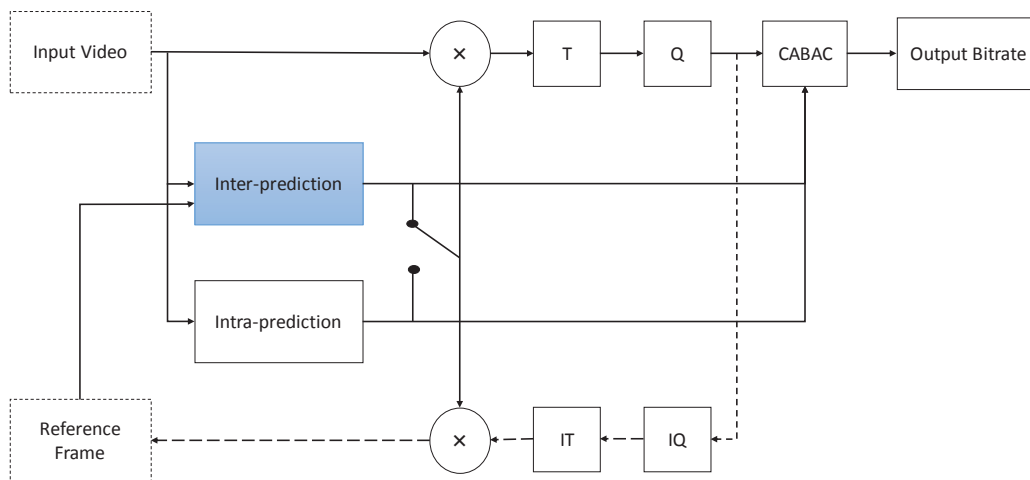 Input Video
×
T
Q
CABAC
Output Bitrate
Inter-prediction
Intra-prediction
Reference
Frame
×
IT
IQ